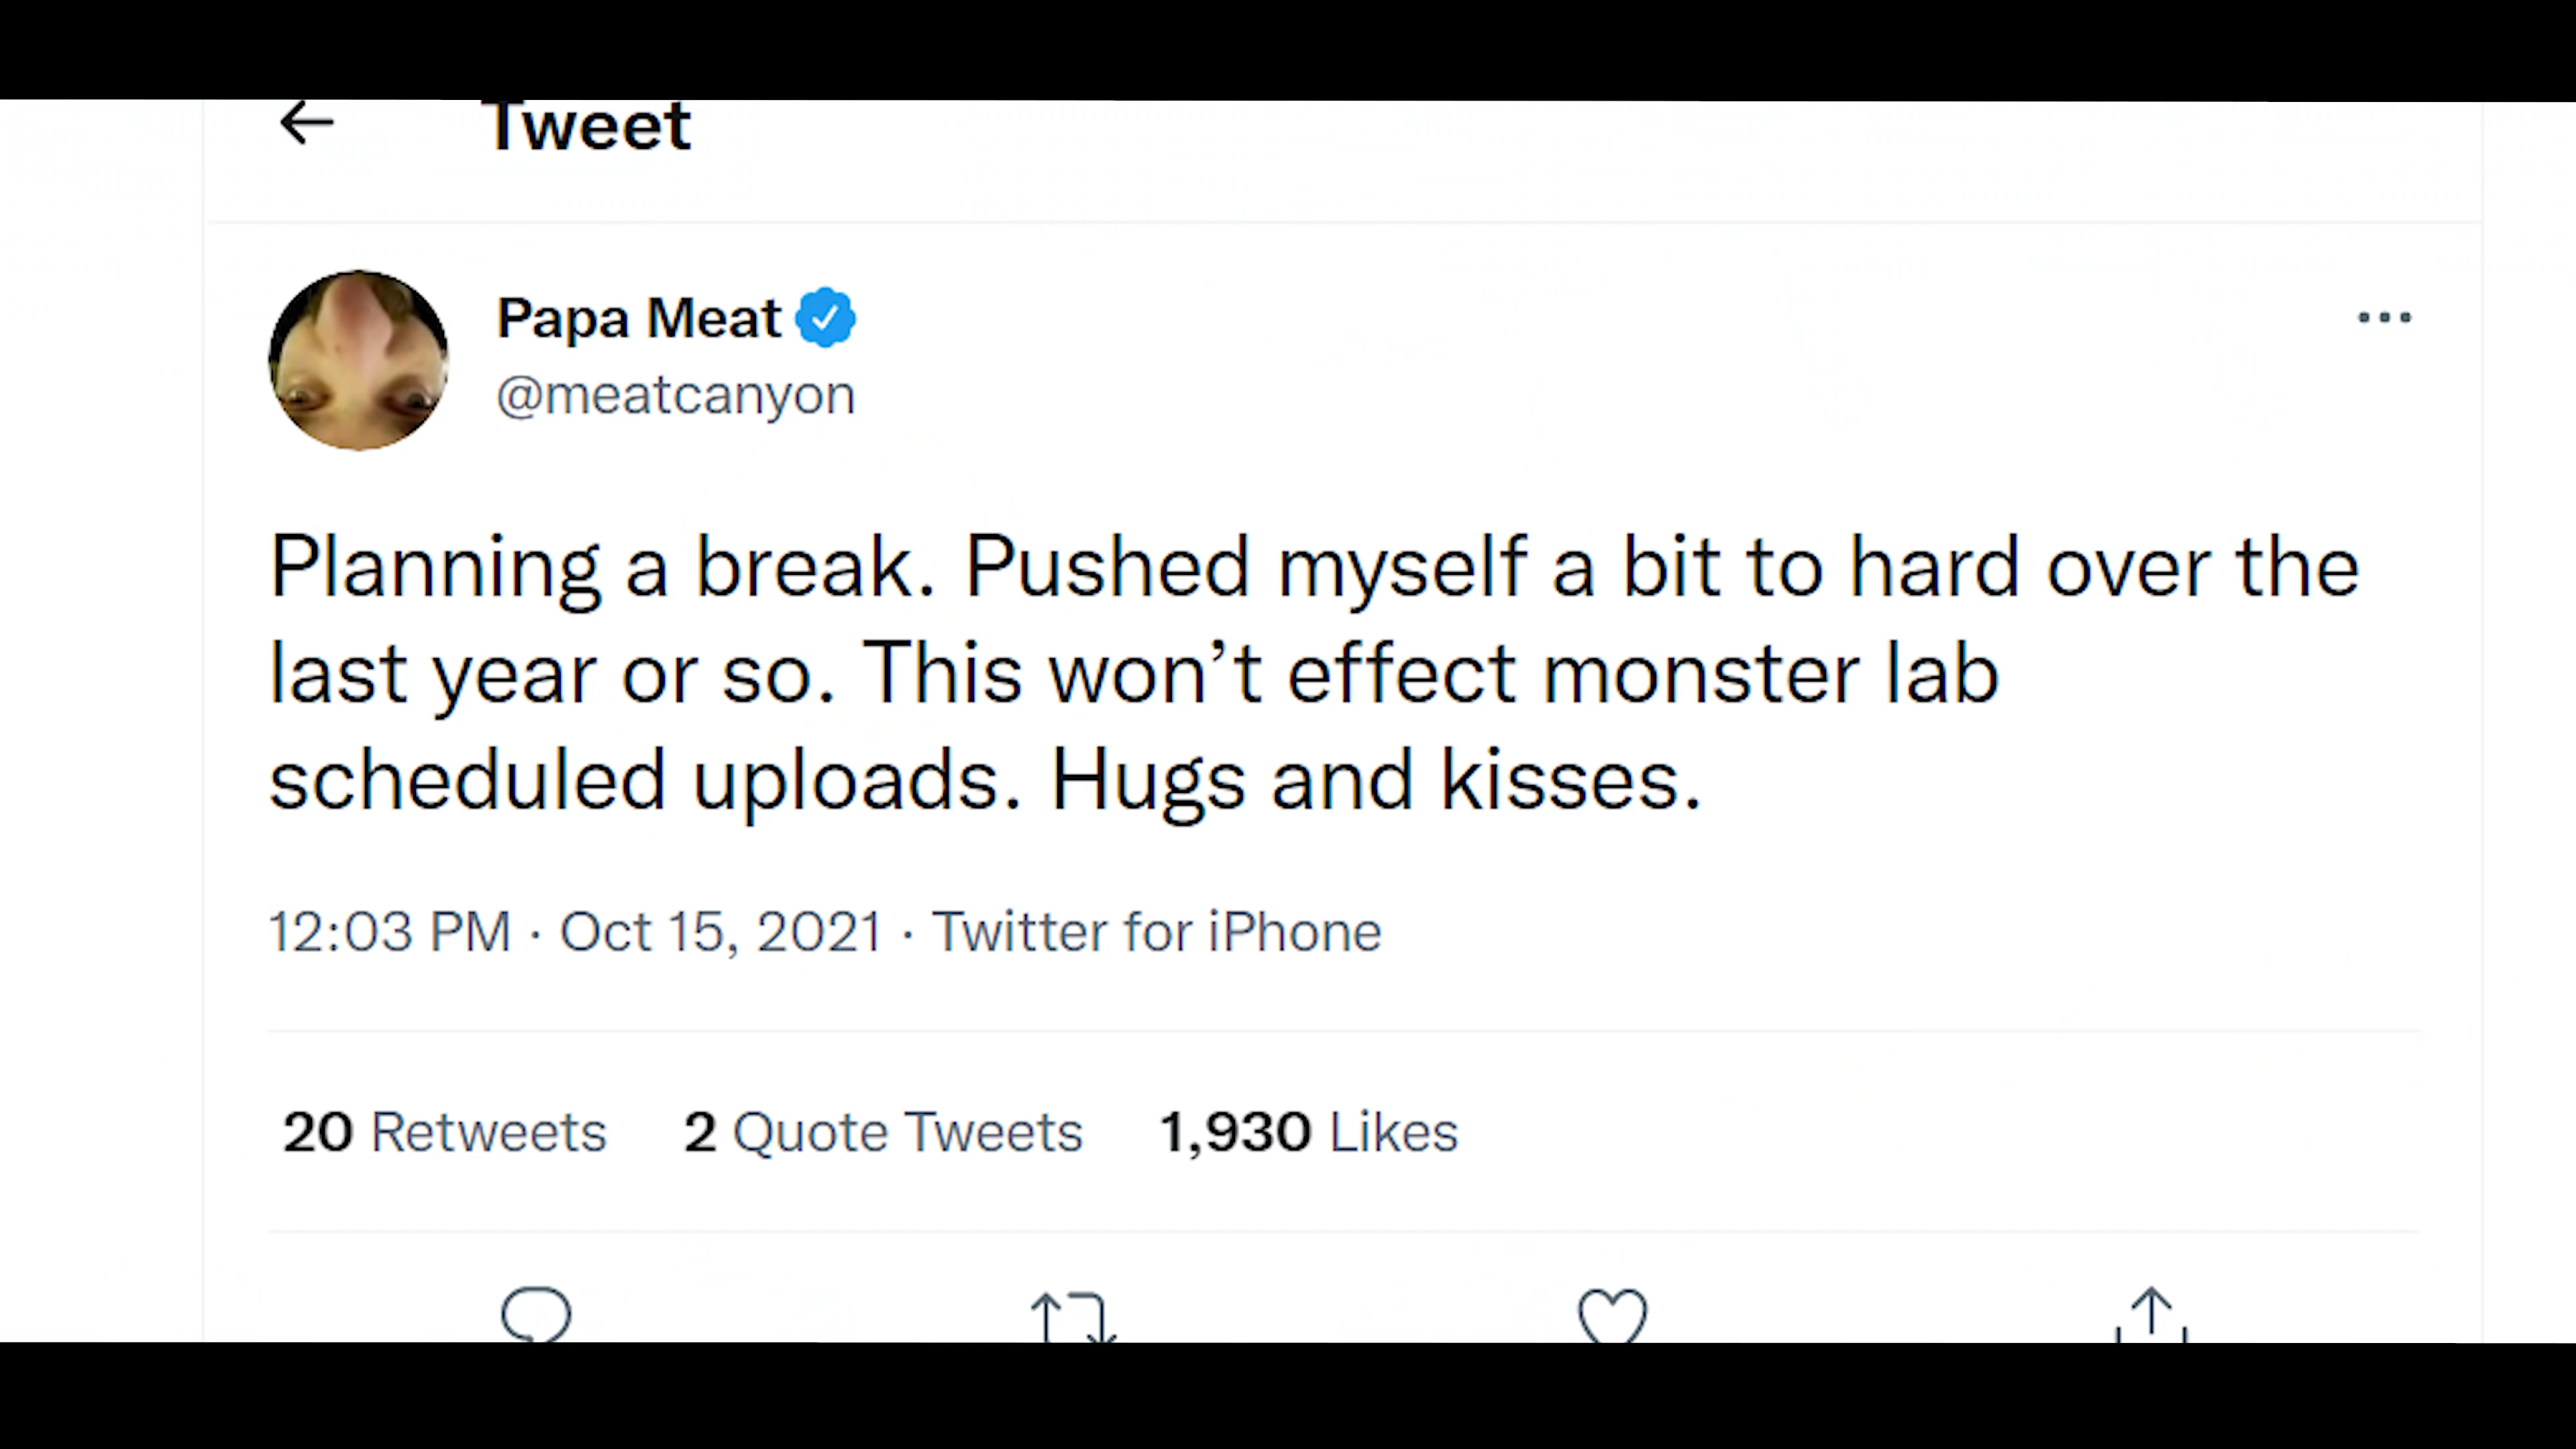 Tweet
Papa Meat
@meatcanyon
Planning a break. Pushed myself a bit to hard over the
last year or so. This won’t effect monster lab
scheduled uploads. Hugs and kisses.
12:03 PM · Oct 15, 2021 · Twitter for iPhone
20 Retweets 2 Quote Tweets 1,930 Likes